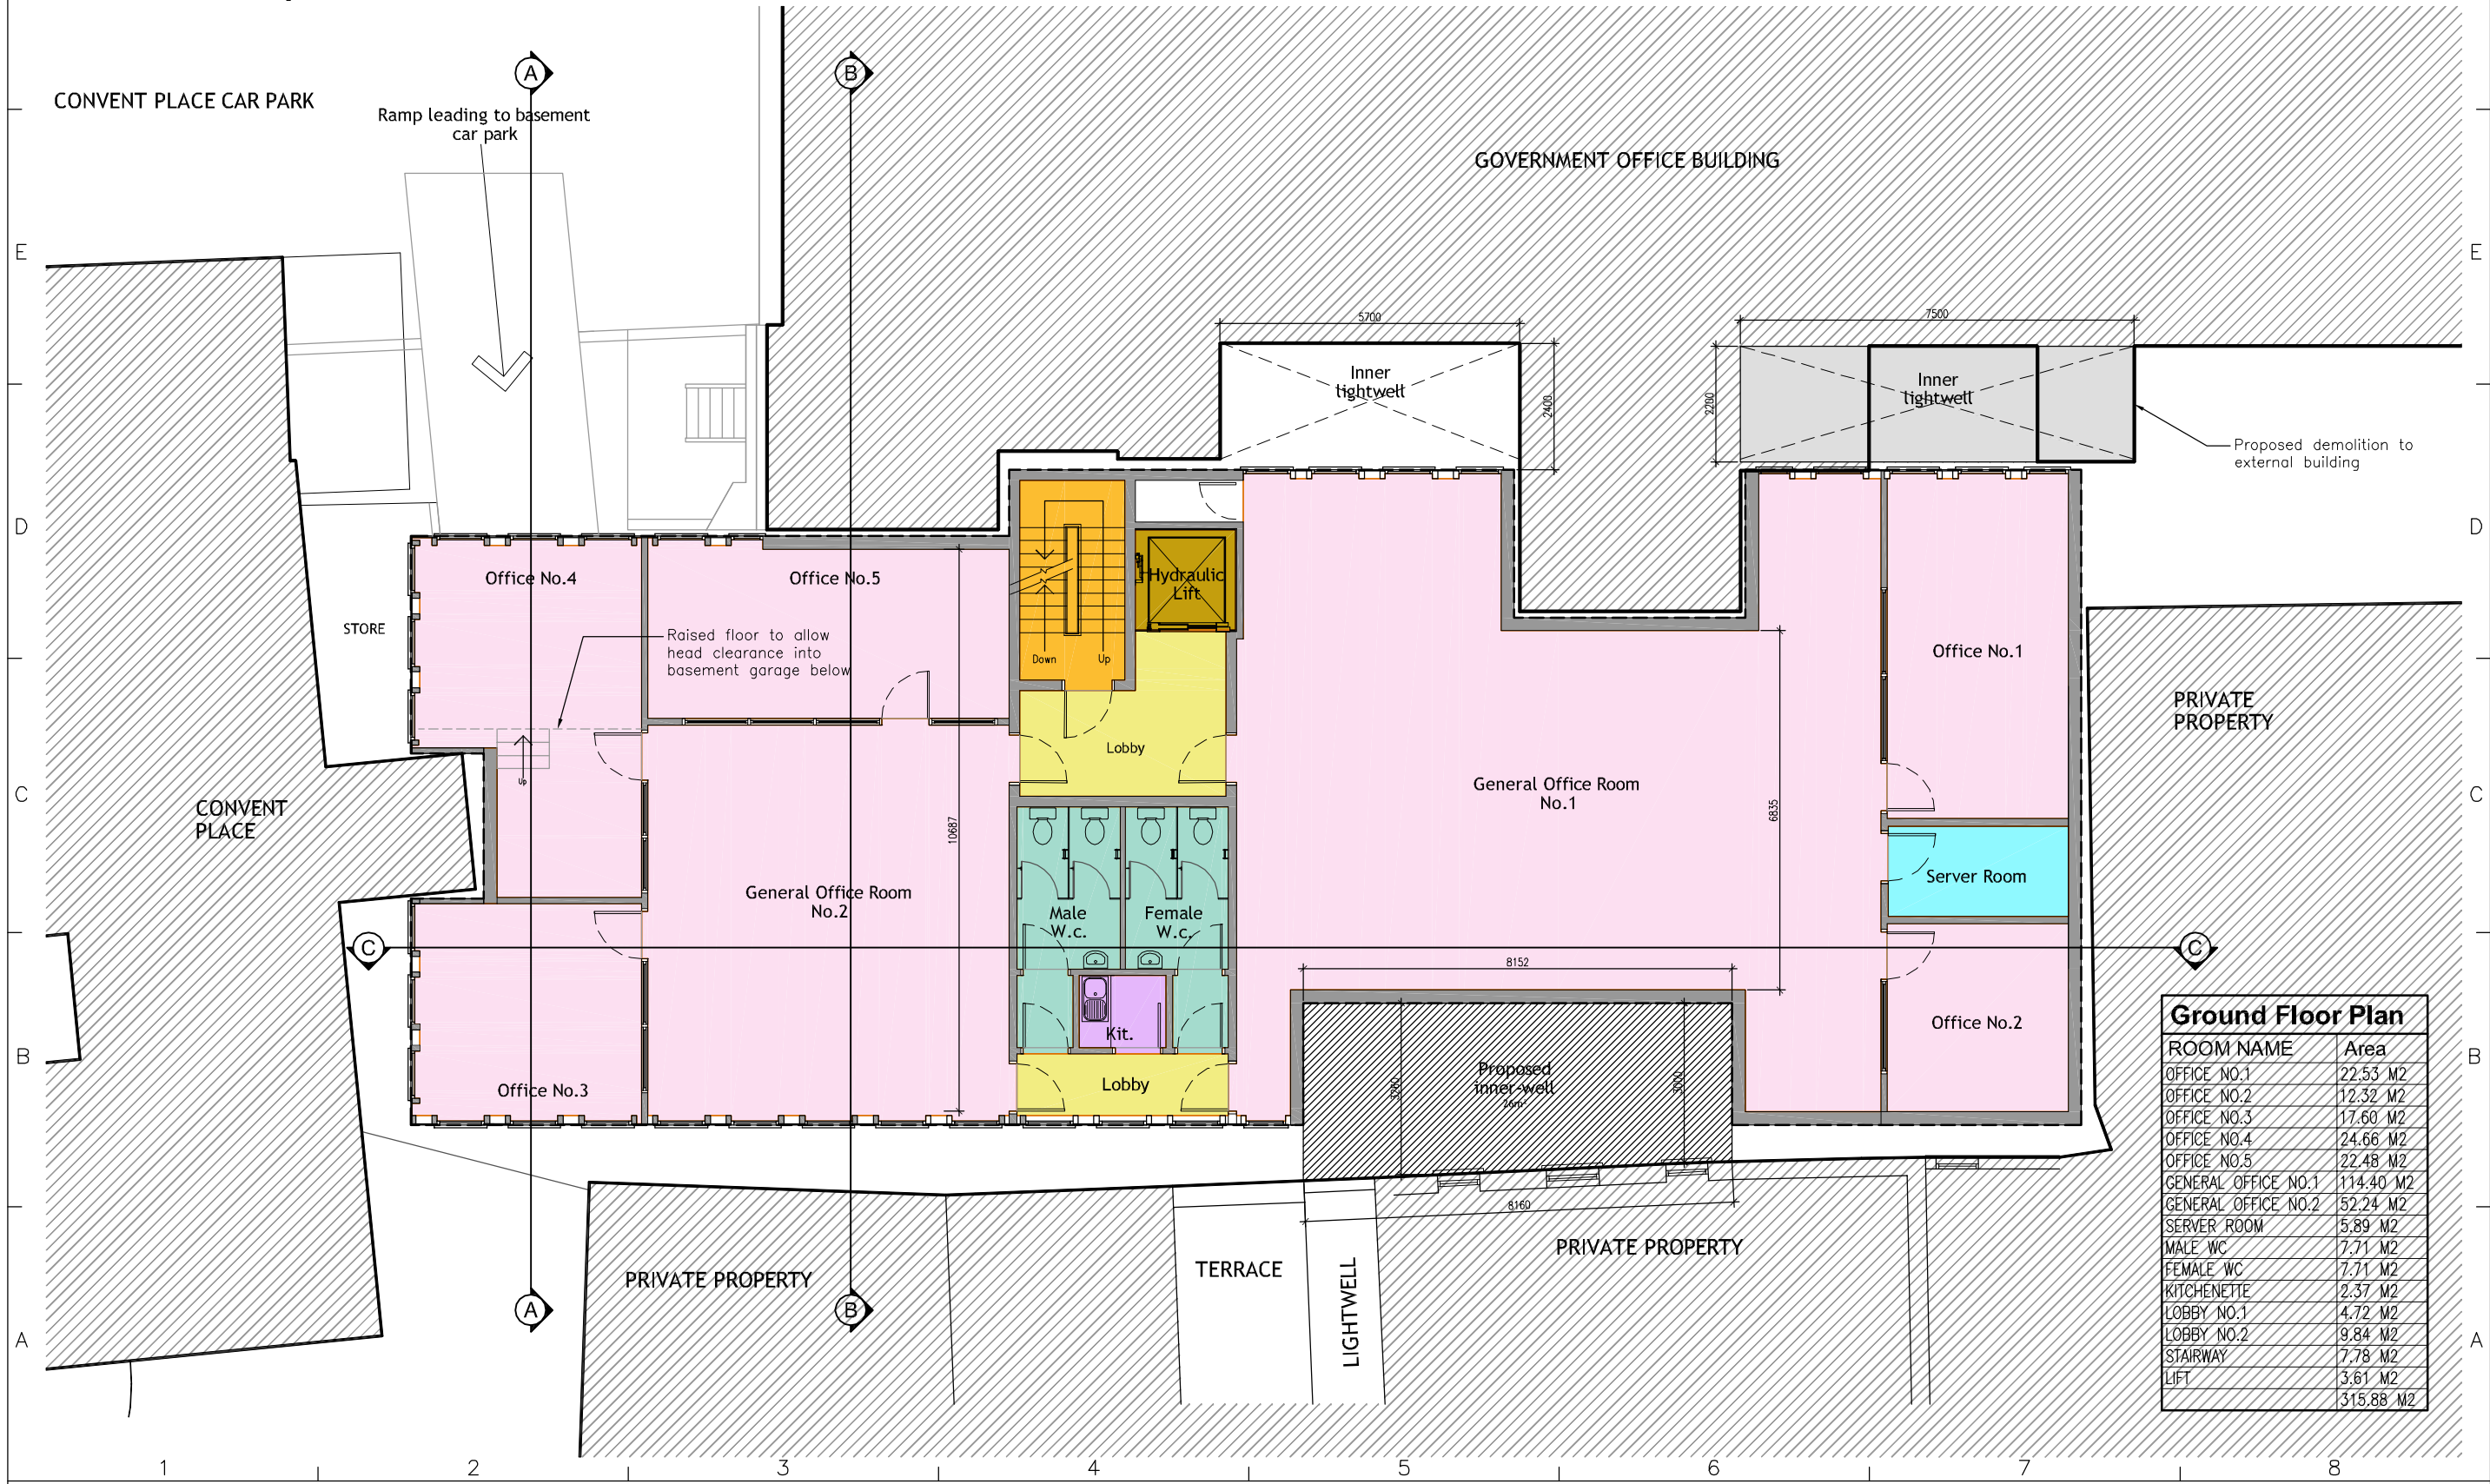 A
B
CONVENT PLACE CAR PARK
Ramp leading to basement
car park
GOVERNMENT OFFICE BUILDING
E
E
5700
7500
Inner
lightwell
2400
2200
Inner
lightwell
Proposed demolition to
external building
D
D
Office No.4
Office No.5
Hydraulic
Lift
STORE
Raised floor to allow
head clearance into
basement garage below
Down
Up
Office No.1
PRIVATE
PROPERTY
Lobby
Up
General Office Room
No.1
6835
C
C
CONVENT
PLACE
10687
General Office Room
No.2
Server Room
Male
W.c.
Female
W.c.
C
C
8152
Kit.
Office No.2
Proposed
inner-well
26m²
3260
3000
B
B
Office No.3
Lobby
8160
PRIVATE PROPERTY
TERRACE
LIGHTWELL
PRIVATE PROPERTY
A
B
A
A
Ground Floor Plan
ROOM NAME Area
OFFICE NO.1 22.53 M2
OFFICE NO.2 12.32 M2
OFFICE NO.3 17.60 M2
OFFICE NO.4 24.66 M2
OFFICE NO.5 22.48 M2
GENERAL OFFICE NO.1 114.40 M2
GENERAL OFFICE NO.2 52.24 M2
SERVER ROOM 5.89 M2
MALE WC 7.71 M2
FEMALE WC 7.71 M2
KITCHENETTE 2.37 M2
LOBBY NO.1 4.72 M2
LOBBY NO.2 9.84 M2
STAIRWAY 7.78 M2
LIFT 3.61 M2
315.88 M2
1 2 3 4 5 6 7 8